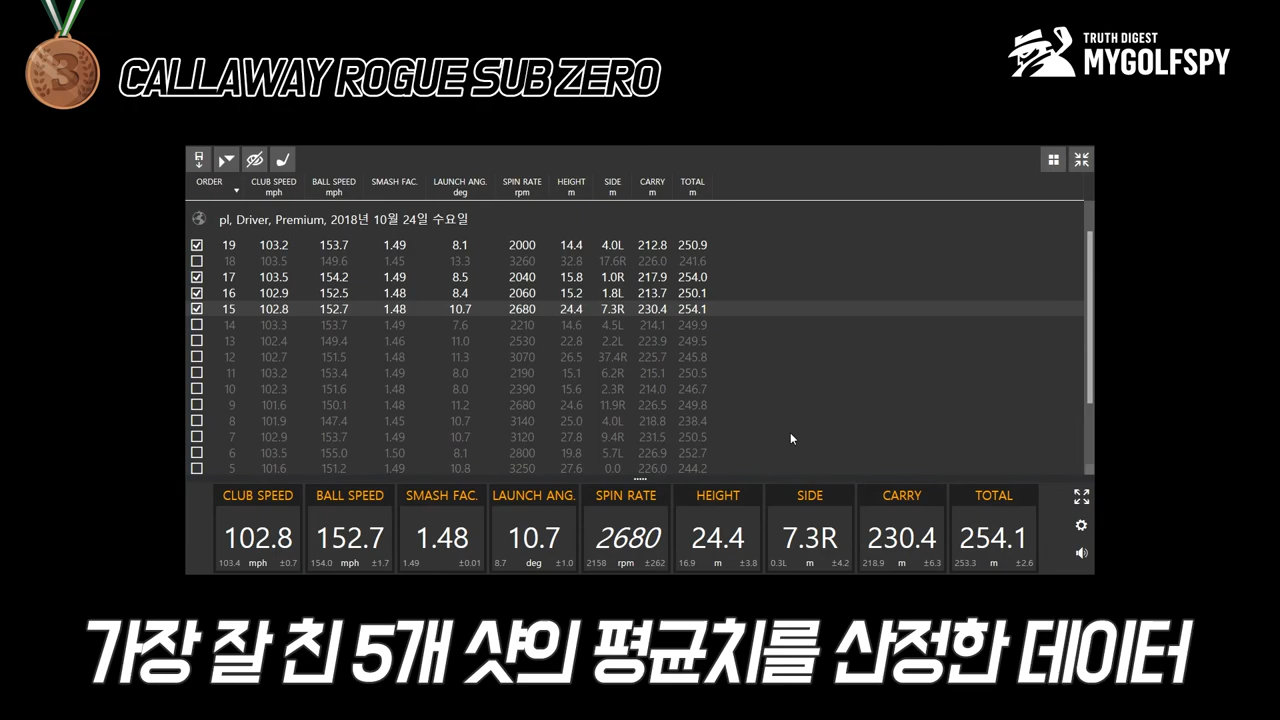 3
CALLAWAY ROGUE SUB ZERO
TRUTH DIGEST
MYGOLFSPY
ORDER CLUB SPEED BALL SPEED SMASH FAC. LAUNCH ANG. SPIN RATE HEIGHT SIDE CARRY TOTAL
mph mph deg rpm m m m m
pl, Driver, Premium, 2018년 10월 24일 수요일
19 103.2 153.7 1.49 8.1 2000 14.4 4.0L 212.8 250.9
18 103.5 149.6 1.45 13.3 3260 32.8 17.6R 226.0 241.6
17 103.5 154.2 1.49 8.5 2040 15.8 1.0R 217.9 254.0
16 102.9 152.5 1.48 8.4 2060 15.2 1.8L 213.7 250.1
15 102.8 152.7 1.48 10.7 2680 24.4 7.3R 230.4 254.1
14 103.3 153.7 1.49 7.6 2210 14.6 4.5L 214.1 249.9
13 102.4 149.4 1.46 11.0 2530 22.8 2.2L 223.9 249.5
12 102.7 151.5 1.48 11.3 3070 26.5 37.4R 225.7 245.8
11 103.2 153.4 1.49 8.0 2190 15.1 6.2R 215.1 250.5
10 102.3 151.6 1.48 8.0 2390 15.6 2.3R 214.0 246.7
9 101.6 150.1 1.48 11.2 2680 24.6 11.9R 226.5 249.8
8 101.9 147.4 1.45 10.7 3140 25.0 4.0L 218.8 238.4
7 102.9 153.7 1.49 10.7 3120 27.8 9.4R 231.5 250.5
6 103.5 155.0 1.50 8.1 2800 19.8 5.7L 226.9 252.7
5 101.6 151.2 1.49 10.8 3250 27.6 0.0 226.0 244.2
CLUB SPEED BALL SPEED SMASH FAC. LAUNCH ANG. SPIN RATE HEIGHT SIDE CARRY TOTAL
102.8 152.7 1.48 10.7 2680 24.4 7.3R 230.4 254.1
103.4 mph ±0.7 154.0 mph ±1.7 1.49 ±0.01 8.7 deg ±1.0 2158 rpm ±262 16.9 m ±3.8 0.3L m ±4.2 218.9 m ±6.3 253.3 m ±2.6
가장 잘 친 5개 샷의 평균치를 산정한 데이터